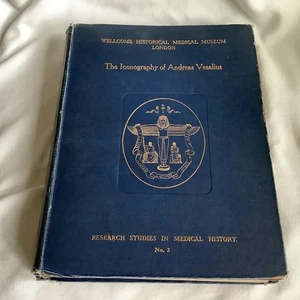 WELLCOME HISTORICAL MEDICAL MUSEUM
LONDON
The Iconography of Andreas Vesalius
RESEARCH STUDIES IN MEDICAL HISTORY.
No. 3